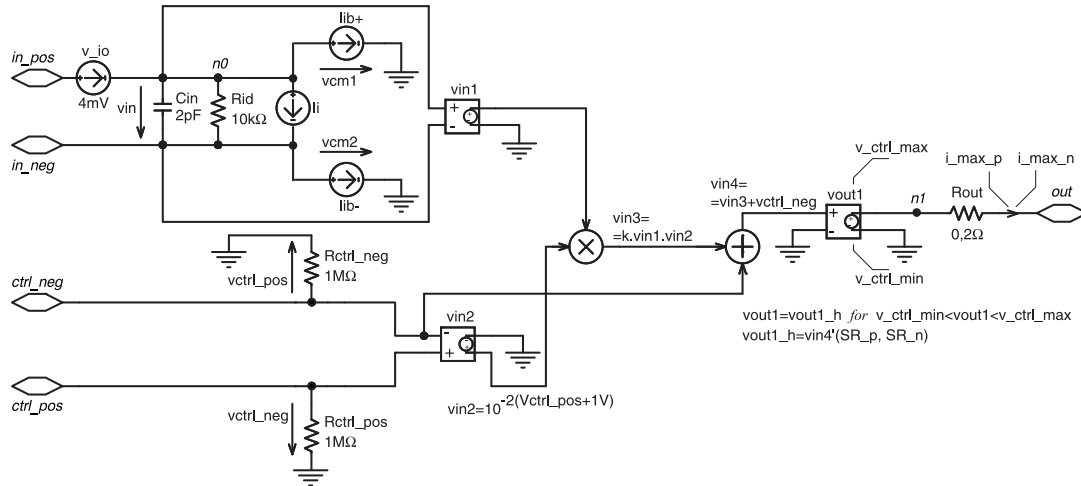 in_pos
v_io
4mV
vin
Cin
2pF
n0
Rid
10kΩ
Ii
Iib+
vcm1
vcm2
Iib-
in_neg
vin1
+
-
vin3=
=k.vin1.vin2
vin4=
=vin3+vctrl_neg
v_ctrl_max
vout1
+
-
v_ctrl_min
n1
Rout
0,2Ω
i_max_p
i_max_n
out
ctrl_neg
vctrl_pos
Rctrl_neg
1MΩ
vin2
-
+
vin2=10^-2(Vctrl_pos+1V)
ctrl_pos
vctrl_neg
Rctrl_pos
1MΩ
vout1=vout1_h for v_ctrl_min<vout1<v_ctrl_max
vout1_h=vin4'(SR_p, SR_n)